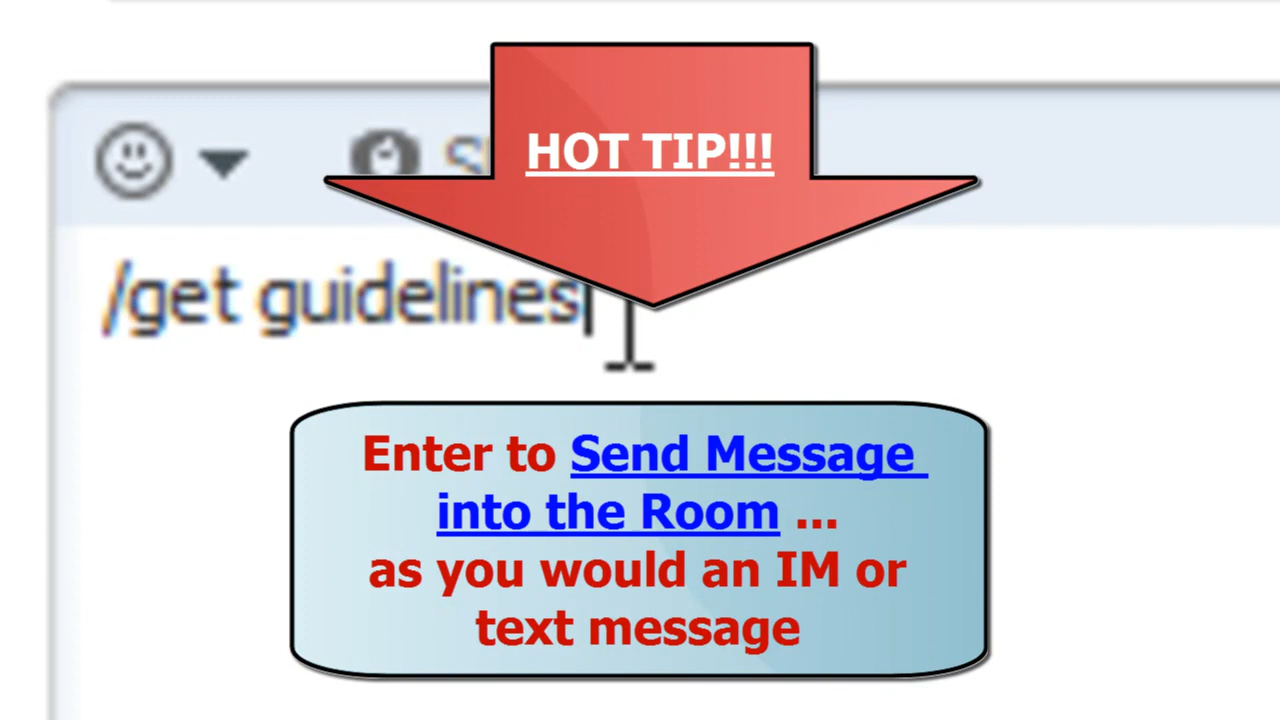 HOT TIP!!!
/get guidelines
Enter to Send Message
into the Room ...
as you would an IM or
text message